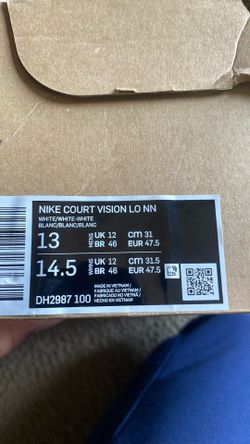 NIKE COURT VISION LO NN
WHITE/WHITE-WHITE
BLANC/BLANC/BLANC
13 MENS UK 12 CM 31
BR 46 EUR 47.5
14.5 WMNS UK 12 CM 31.5
BR 46 EUR 47.5
DH2987 100
MADE IN VIETNAM /
FABRIQUÉ AU VIETNAM /
FABRICADO NO VIETNÃ /
HECHO EN VIETNAM